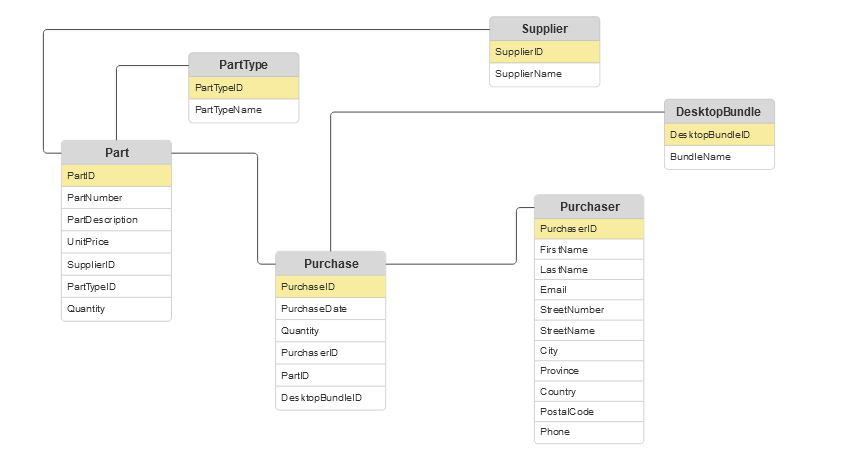 Supplier
SupplierID
SupplierName
PartType
PartTypeID
PartTypeName
DesktopBundle
DesktopBundleID
BundleName
Part
PartID
PartNumber
PartDescription
UnitPrice
SupplierID
PartTypeID
Quantity
Purchaser
PurchaserID
FirstName
LastName
Email
StreetNumber
StreetName
City
Province
Country
PostalCode
Phone
Purchase
PurchaseID
PurchaseDate
Quantity
PurchaserID
PartID
DesktopBundleID